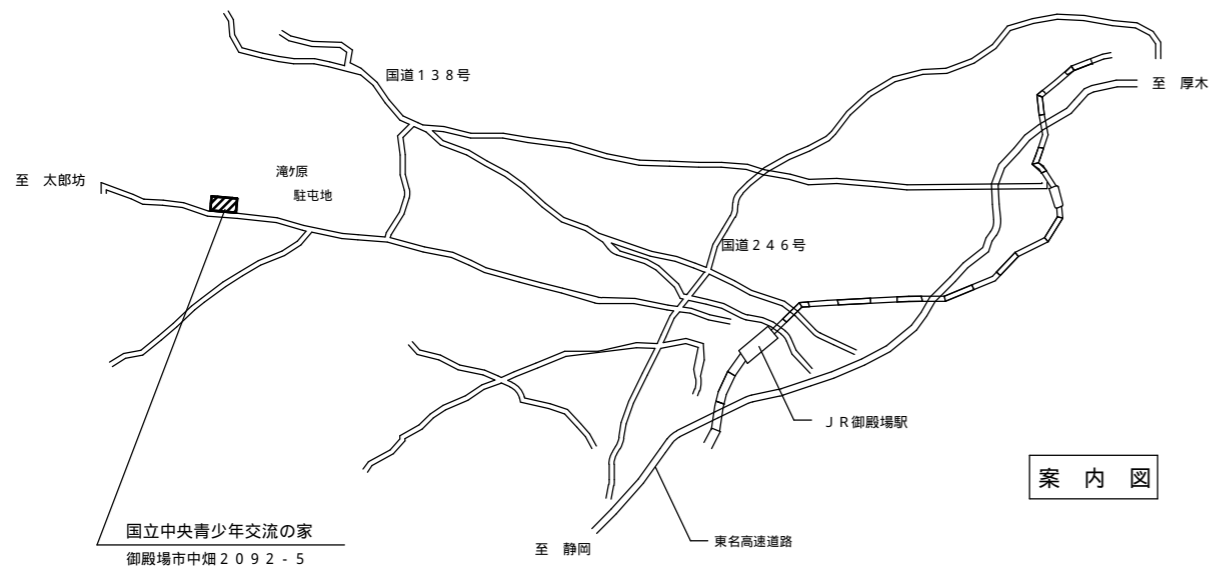 国道138号
至 厚木
滝ヶ原
駐屯地
至 太郎坊
国道246号
JR御殿場駅
案 内 図
国立中央青少年交流の家
御殿場市中畑2092-5
至 静岡
東名高速道路